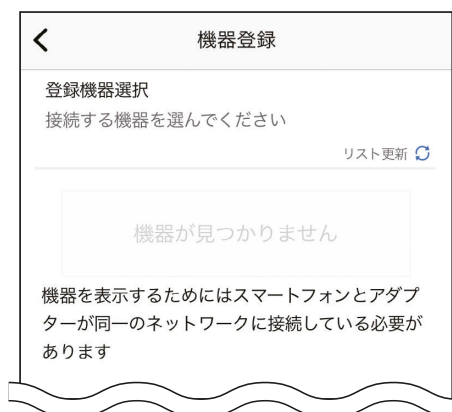 機器登録
登録機器選択
接続する機器を選んでください
リスト更新
機器が見つかりません
機器を表示するためにはスマートフォンとアダプ
ターが同一のネットワークに接続している必要が
あります